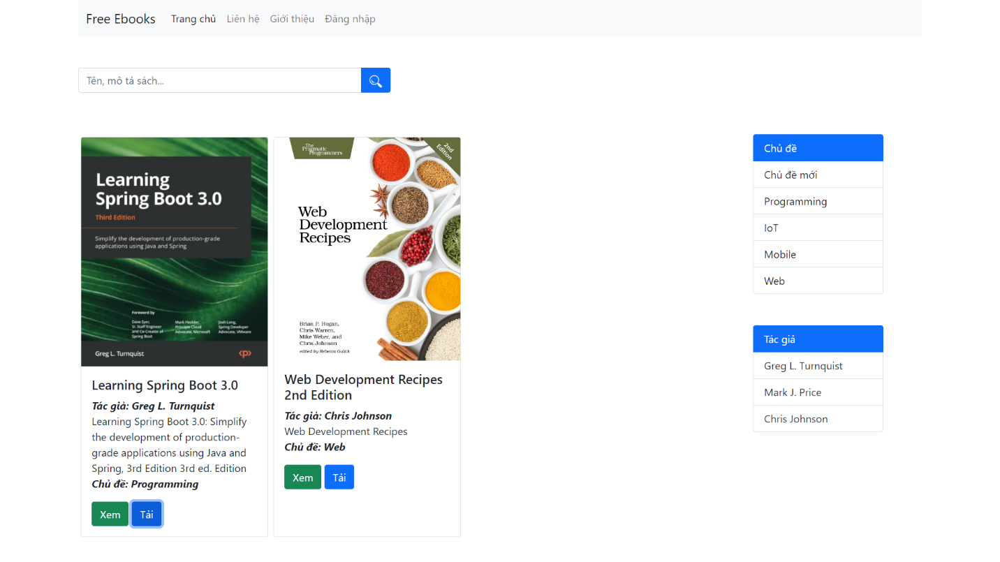 Free Ebooks Trang chủ Liên hệ Giới thiệu Đăng nhập
Tên, mô tả sách...
Learning
Spring Boot 3.0
Third Edition
Simplify the development of production-grade
applications using Java and Spring
Foreword by
Dave Syer,
Sr. Staff Engineer
and Co-Creator of
Spring Boot
Mark Heckler,
Principle Cloud
Advocate, Microsoft
Josh Long,
Spring Developer
Advocate, VMware
Greg L. Turnquist
<p>
Learning Spring Boot 3.0
Tác giả: Greg L. Turnquist
Learning Spring Boot 3.0: Simplify
the development of production-
grade applications using Java and
Spring, 3rd Edition 3rd ed. Edition
Chủ đề: Programming
Xem Tải
The
Pragmatic
Programmers
2nd
Edition
Web
Development
Recipes
Brian P. Hogan,
Chris Warren,
Mike Weber, and
Chris Johnson
edited by Rebecca Gulick
Web Development Recipes
2nd Edition
Tác giả: Chris Johnson
Web Development Recipes
Chủ đề: Web
Xem Tải
Chủ đề
Chủ đề mới
Programming
IoT
Mobile
Web
Tác giả
Greg L. Turnquist
Mark J. Price
Chris Johnson